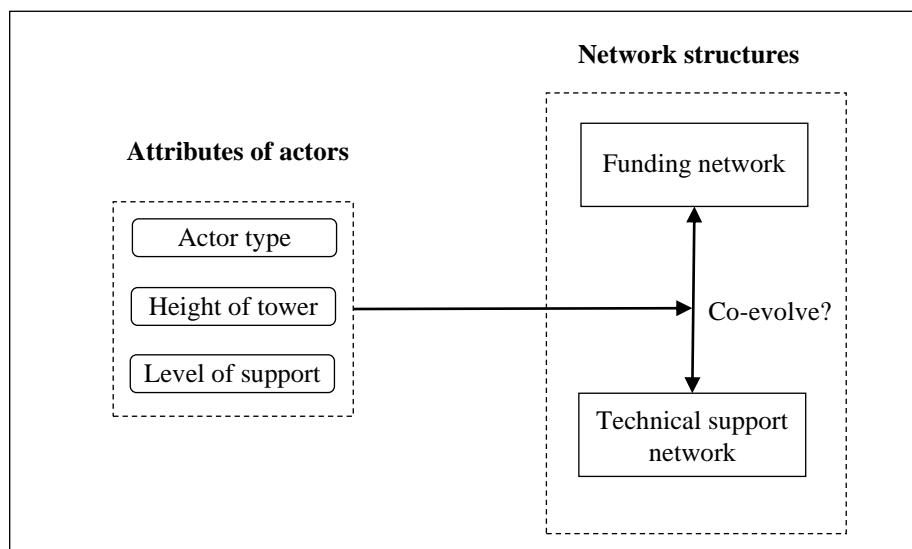 Network structures
Attributes of actors
Funding network
Actor type
Height of tower
Co-evolve?
Level of support
Technical support
network